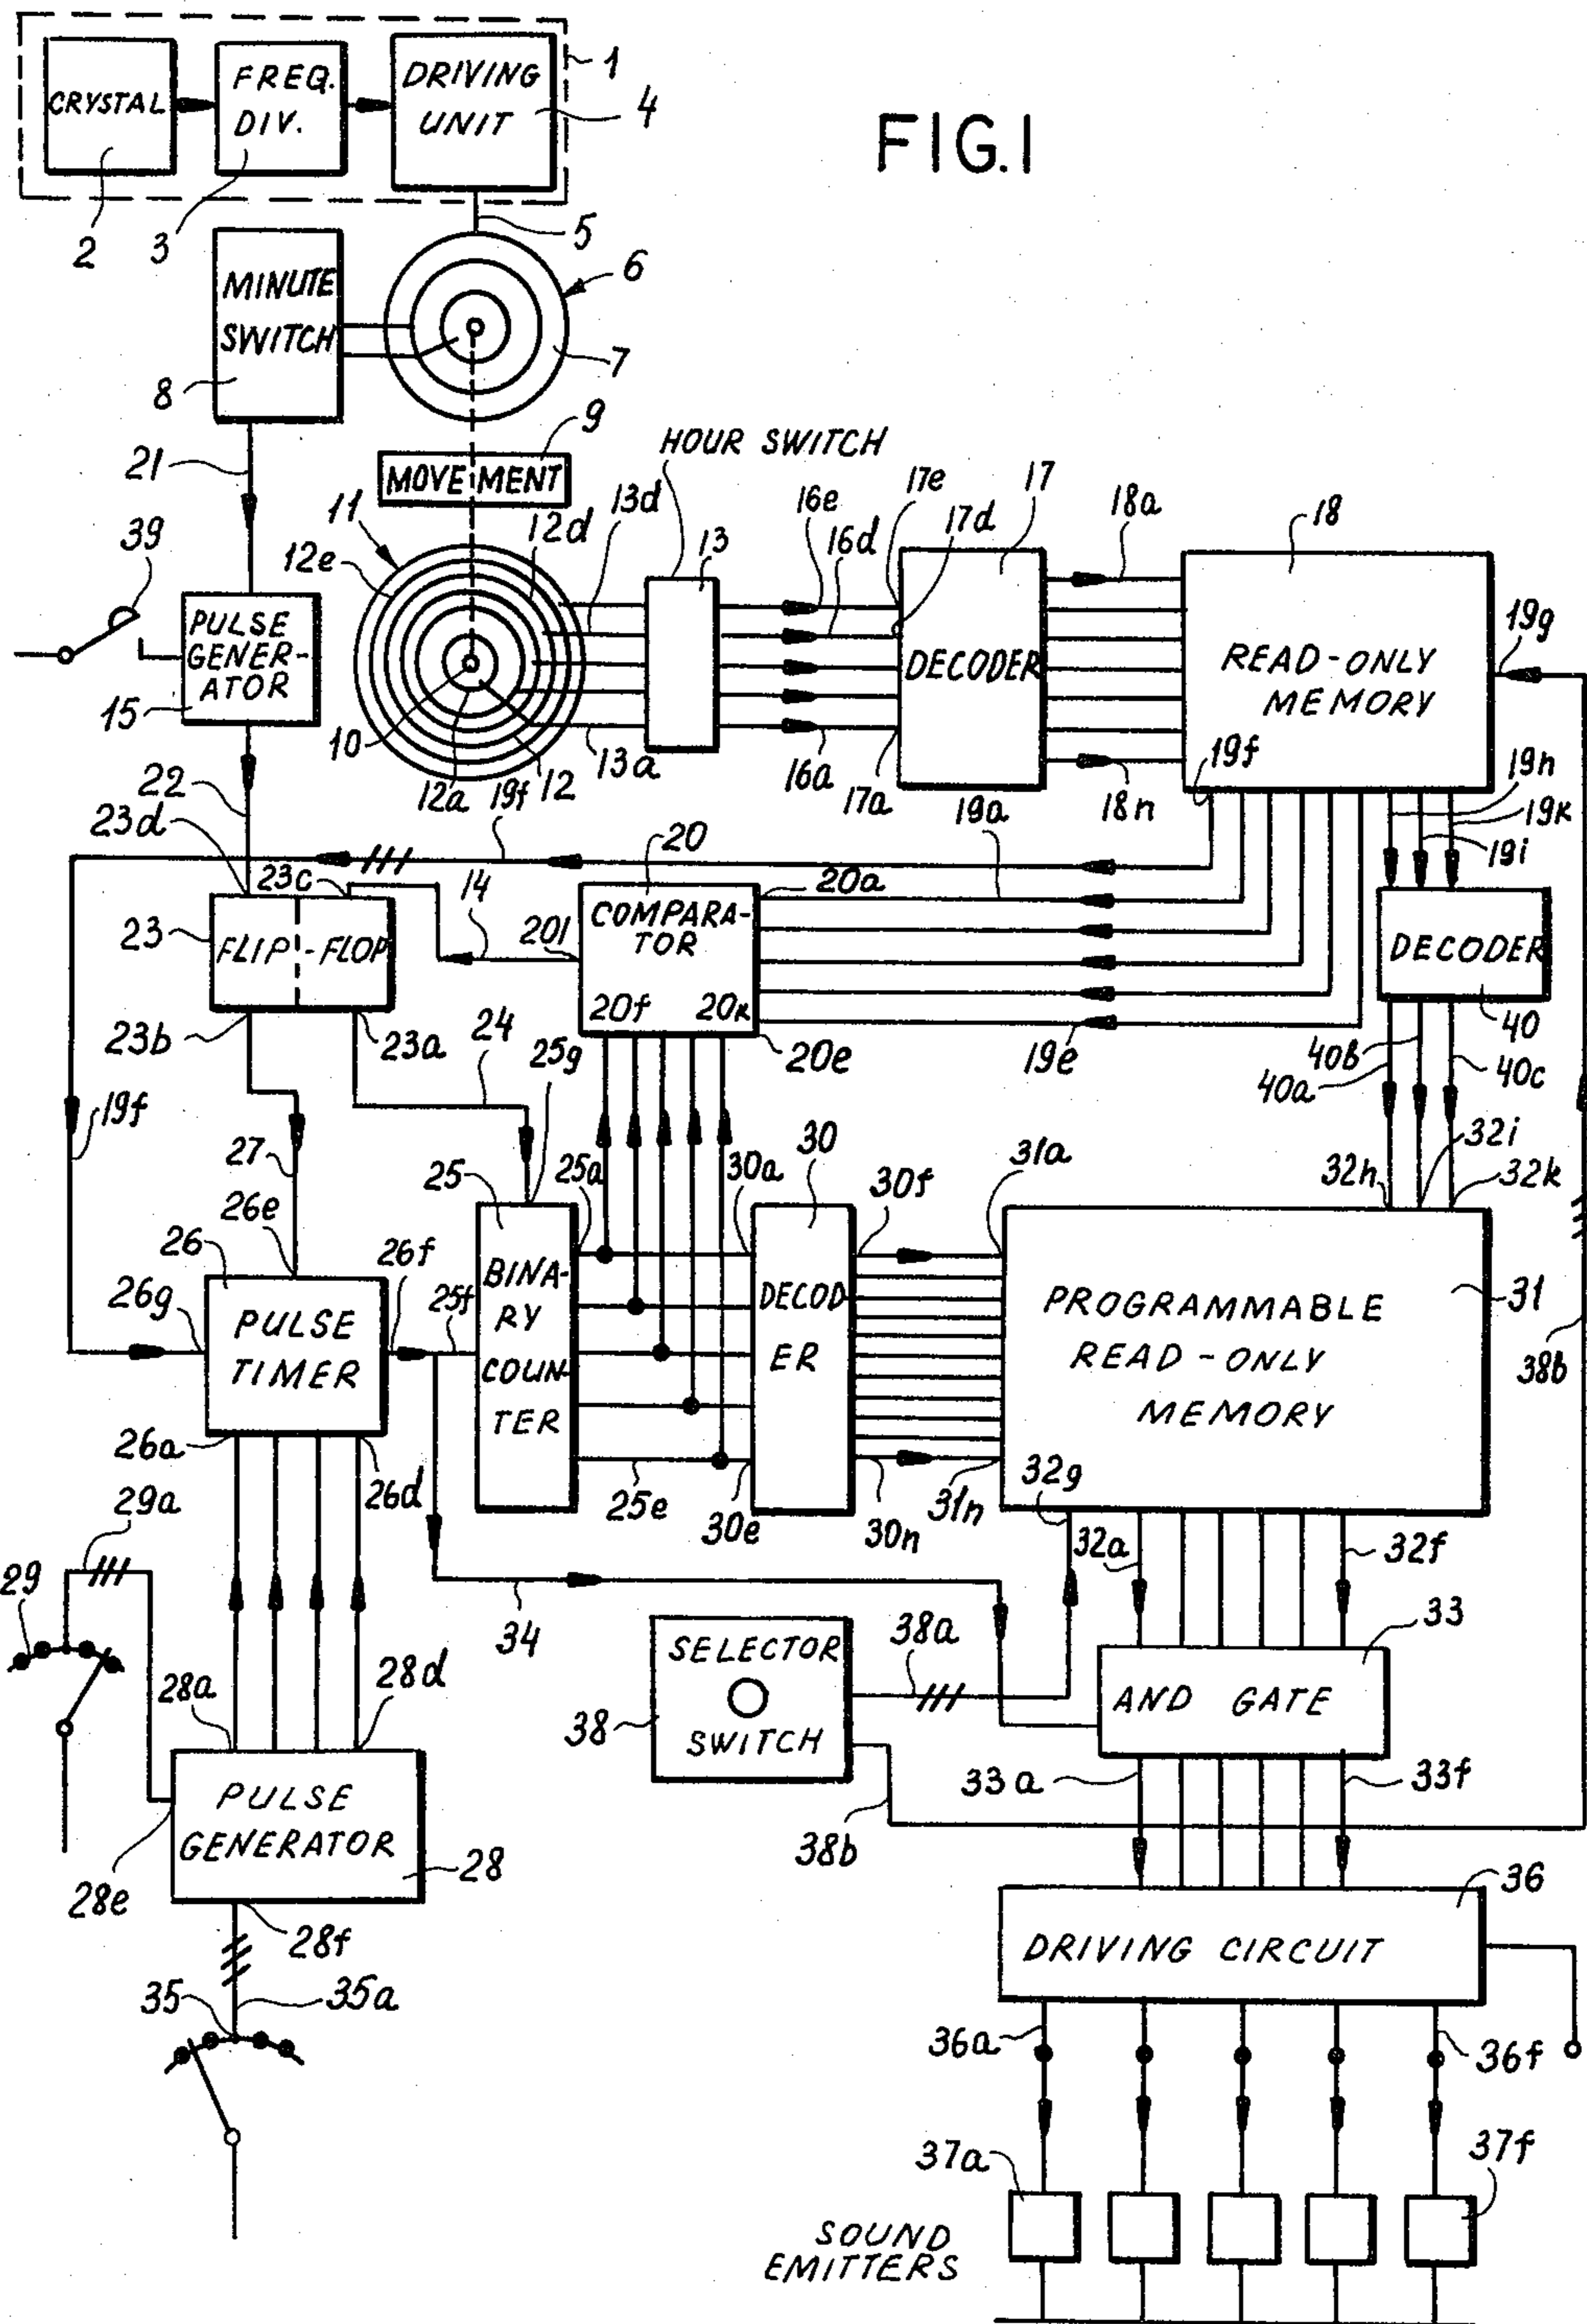 FIG.1
CRYSTAL
FREQ.
DIV.
DRIVING
UNIT
1
4
2
3
5
MINUTE
SWITCH
6
7
8
9
HOUR SWITCH
21
MOVEMENT
39
11
12d
13d
12e
13
16e
16d
17e
17d
17
18a
18
PULSE
GENER-
ATOR
DECODER
READ-ONLY
MEMORY
19g
15
10
12a
12
13a
16a
17a
18n
19f
19n
19k
19i
22
19f
19a
23d
23c
14
20
20a
23
FLIP-FLOP
201
COMPARA-
TOR
DECODER
20f
20k
23b
23a
24
25g
20e
19e
40
40b
40a
40c
19f
27
25
25a
30a
30
30f
31a
32h
32i
32k
26e
26
26f
25f
26g
PULSE
TIMER
BINA-
RY
COUN-
TER
DECOD
ER
PROGRAMMABLE
READ-ONLY
MEMORY
31
38b
26a
26d
25e
30e
30n
31n
32g
29a
32a
32f
29
34
33
SELECTOR
SWITCH
38a
AND GATE
28a
28d
38
33a
33f
PULSE
GENERATOR
28
28e
38b
28f
36
DRIVING CIRCUIT
35
35a
36a
36f
37a
37f
SOUND
EMITTERS